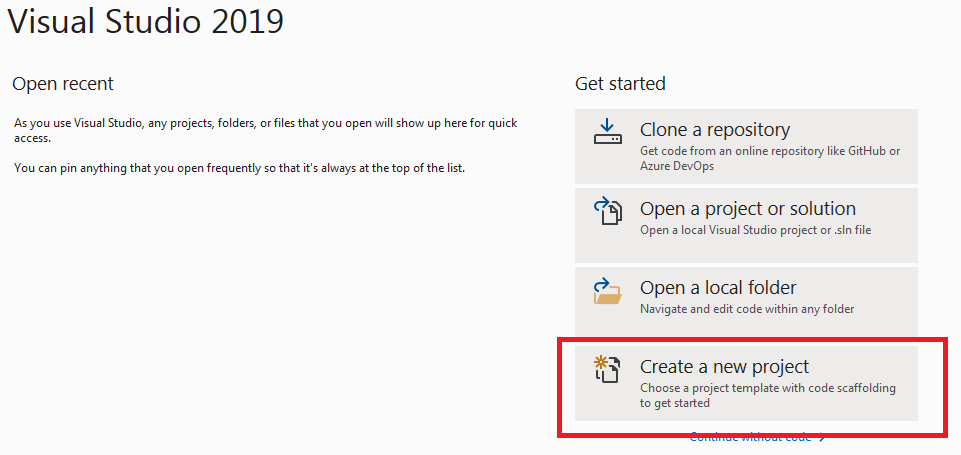 Visual Studio 2019
Open recent
As you use Visual Studio, any projects, folders, or files that you open will show up here for quick
access.
You can pin anything that you open frequently so that it's always at the top of the list.
Get started
Clone a repository
Get code from an online repository like GitHub or
Azure DevOps
Open a project or solution
Open a local Visual Studio project or .sln file
Open a local folder
Navigate and edit code within any folder
Create a new project
Choose a project template with code scaffolding
to get started
Continue without code